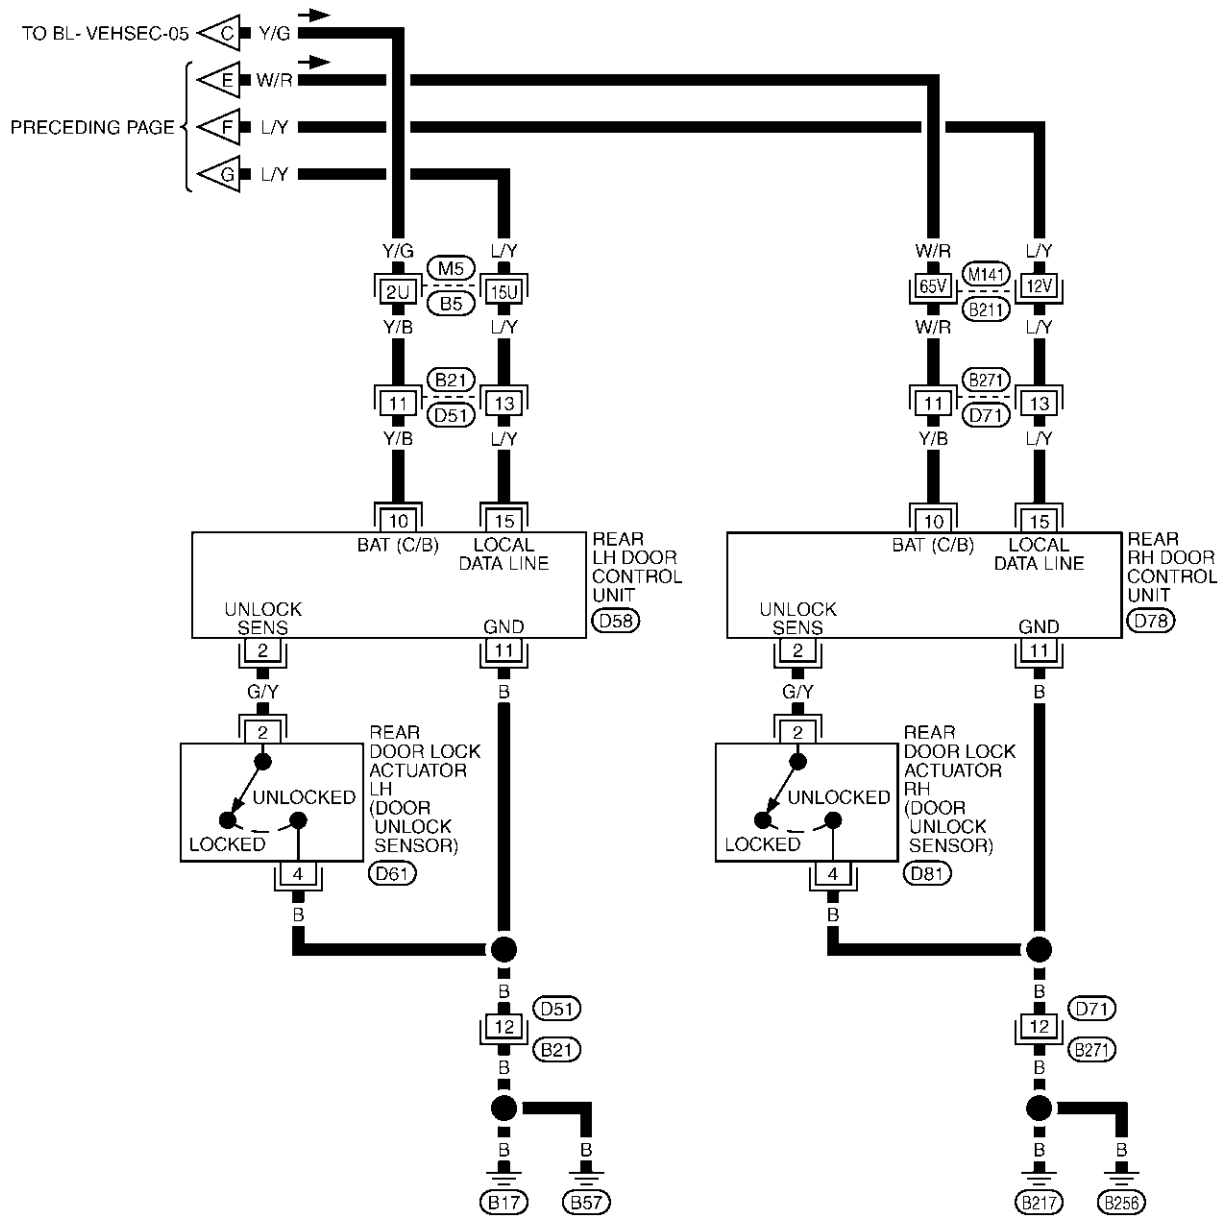 TO BL- VEHSEC-05 C Y/G
E W/R
PRECEDING PAGE F L/Y
G L/Y
Y/G L/Y W/R L/Y
M5 M141
2U 15U 65V 12V
B5 B211
Y/B L/Y W/R L/Y
B21 B271
11 13 11 13
D51 D71
Y/B L/Y Y/B L/Y
10 15 10 15
BAT (C/B) LOCAL DATA LINE
REAR
LH DOOR
CONTROL
UNIT
D58
UNLOCK
SENS
GND
BAT (C/B) LOCAL DATA LINE
REAR
RH DOOR
CONTROL
UNIT
D78
UNLOCK
SENS
GND
2 11 2 11
G/Y B G/Y B
2
REAR
DOOR LOCK
ACTUATOR
LH
(DOOR
UNLOCK
SENSOR)
D61
UNLOCKED
LOCKED
4
2
REAR
DOOR LOCK
ACTUATOR
RH
(DOOR
UNLOCK
SENSOR)
D81
UNLOCKED
LOCKED
4
B B
B B
D51 D71
12 12
B21 B271
B B
B B B B
B17 B57 B217 B256